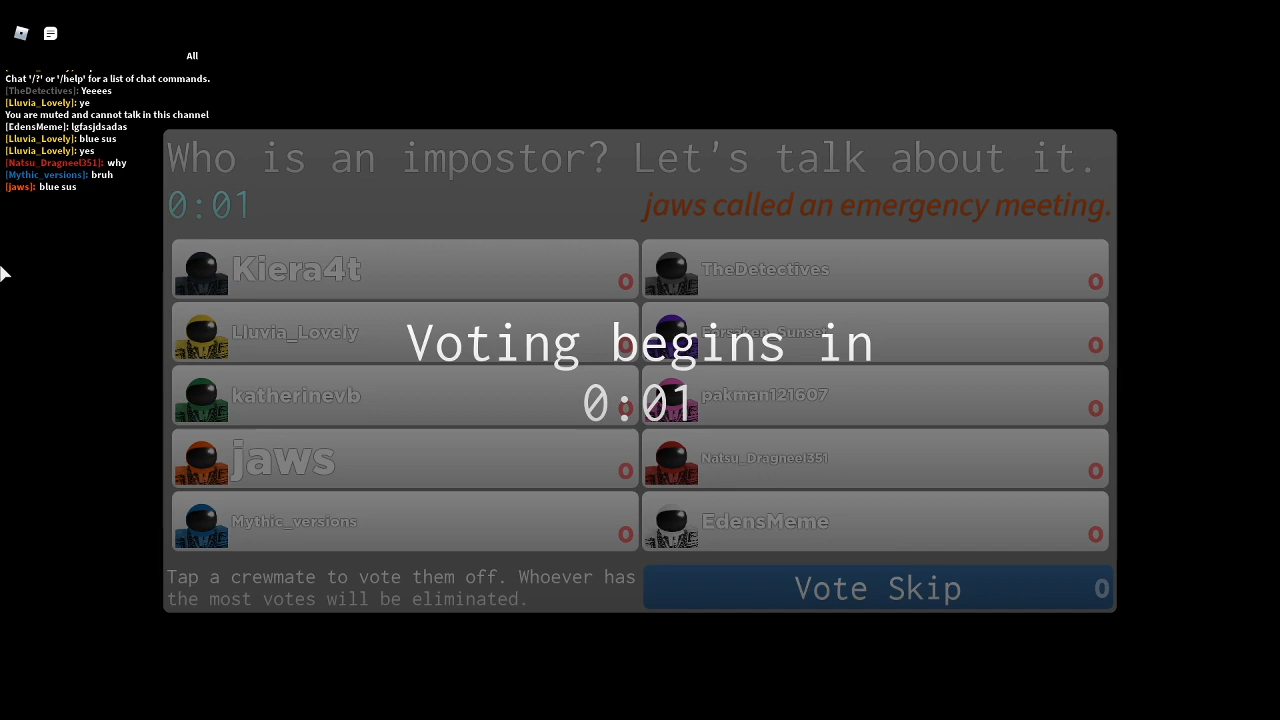 All
Chat '/?' or '/help' for a list of chat commands.
[TheDetectives]: Yeeees
[Lluvia_Lovely]: ye
You are muted and cannot talk in this channel
[EdensMeme]: lgfasjdsadas
[Lluvia_Lovely]: blue sus
[Lluvia_Lovely]: yes
[Natsu_Dragneel351]: why
[Mythic_versions]: bruh
[jaws]: blue sus
Who is an impostor? Let's talk about it.
0:01
jaws called an emergency meeting.
Kiera4t 0
TheDetectives 0
Lluvia_Lovely 0
Forsaken_Sunset 0
Voting begins in
0:01
katherinevb 0
pakman121607 0
jaws 0
Natsu_Dragneel351 0
Mythic_versions 0
EdensMeme 0
Tap a crewmate to vote them off. Whoever has
the most votes will be eliminated.
Vote Skip 0